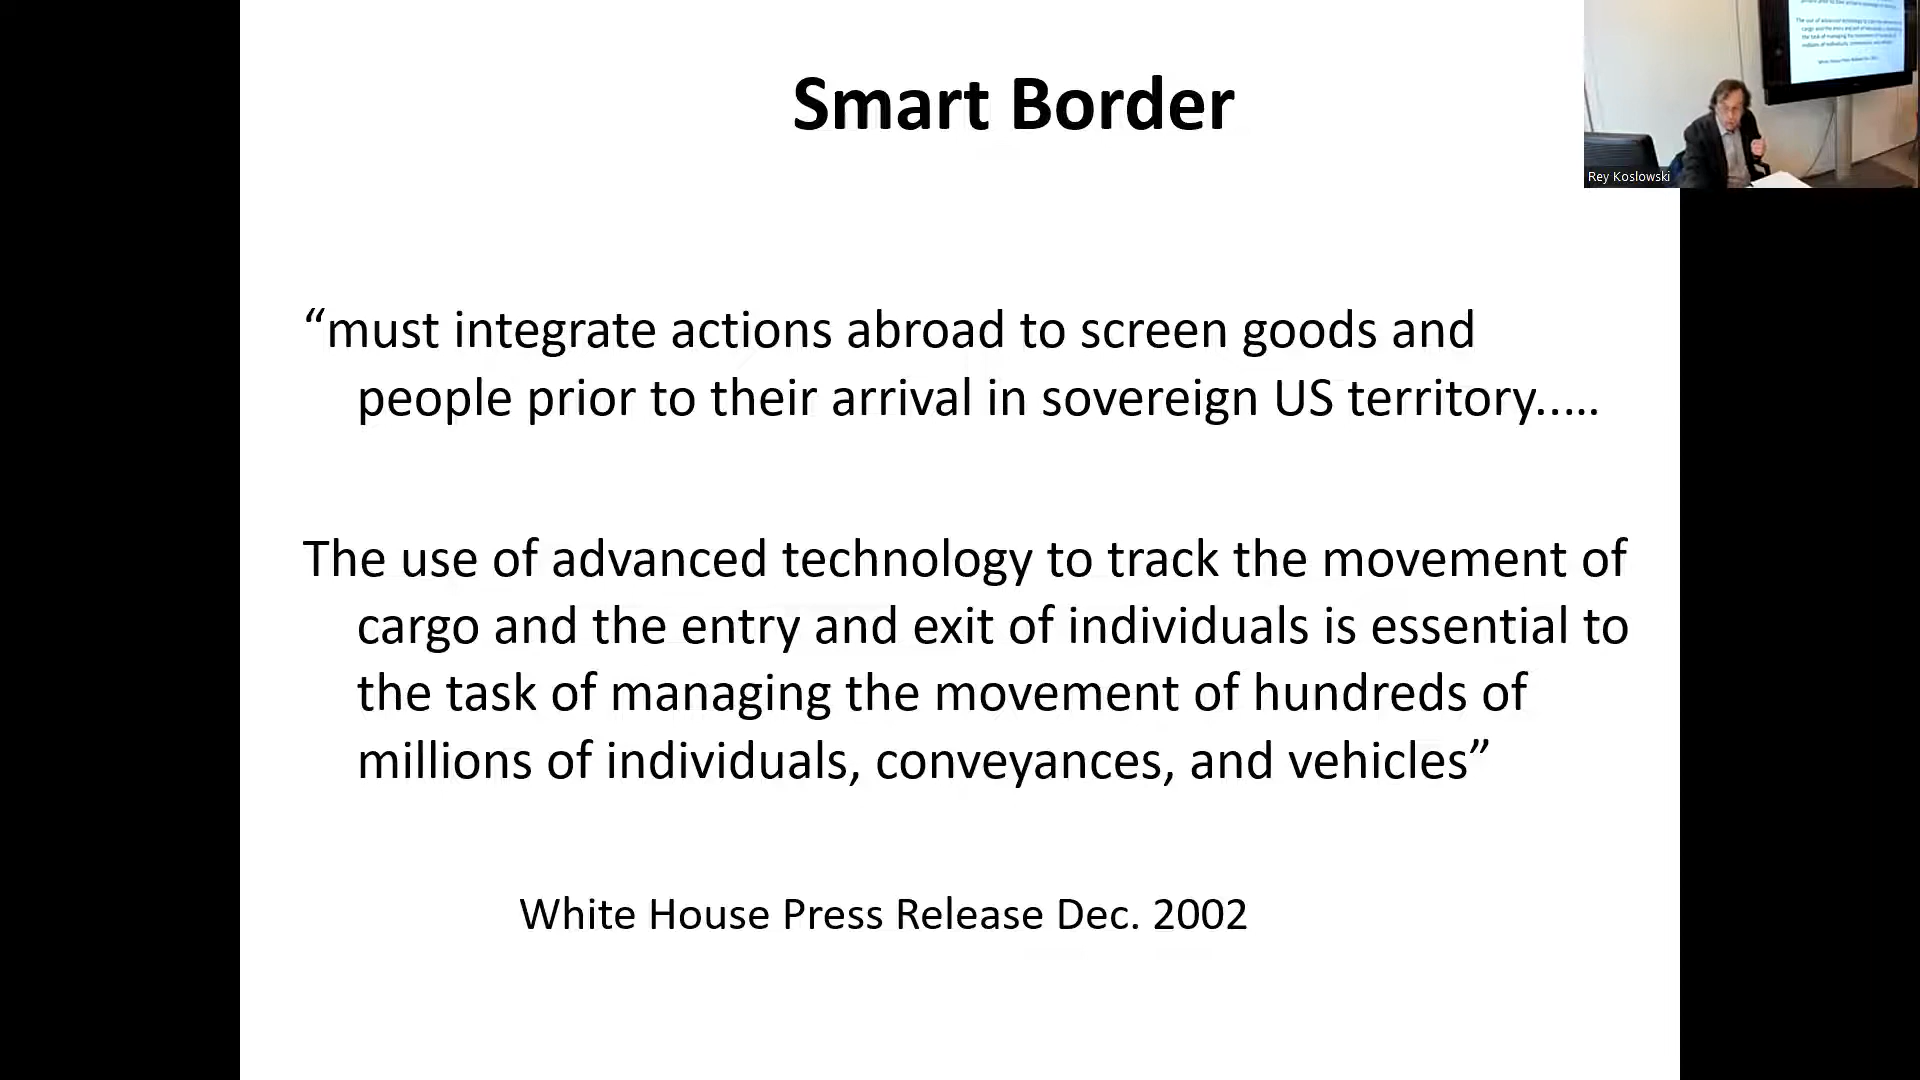 Smart Border
“must integrate actions abroad to screen goods and
people prior to their arrival in sovereign US territory.....
The use of advanced technology to track the movement of
cargo and the entry and exit of individuals is essential to
the task of managing the movement of hundreds of
millions of individuals, conveyances, and vehicles”
White House Press Release Dec. 2002
Rey Koslowski